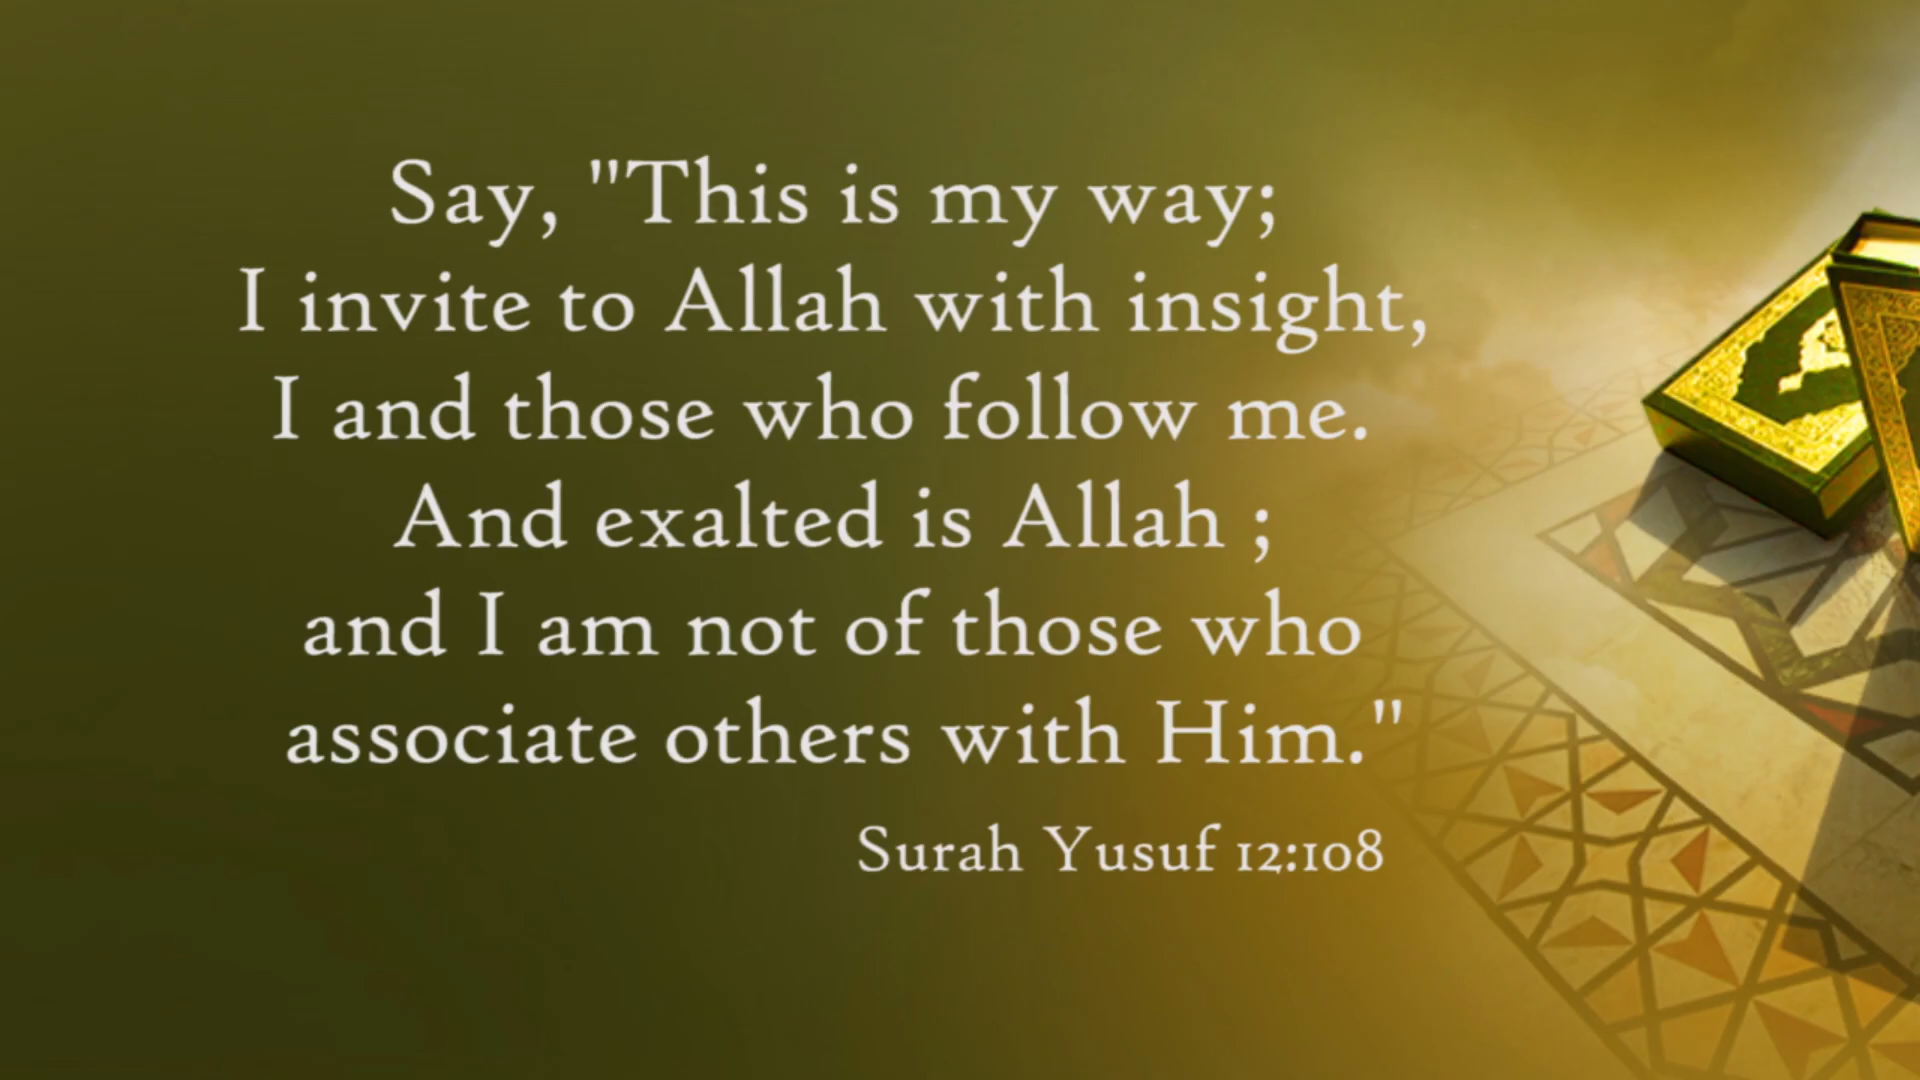 Say, "This is my way;
I invite to Allah with insight,
I and those who follow me.
And exalted is Allah ;
and I am not of those who
associate others with Him."
Surah Yusuf 12:108